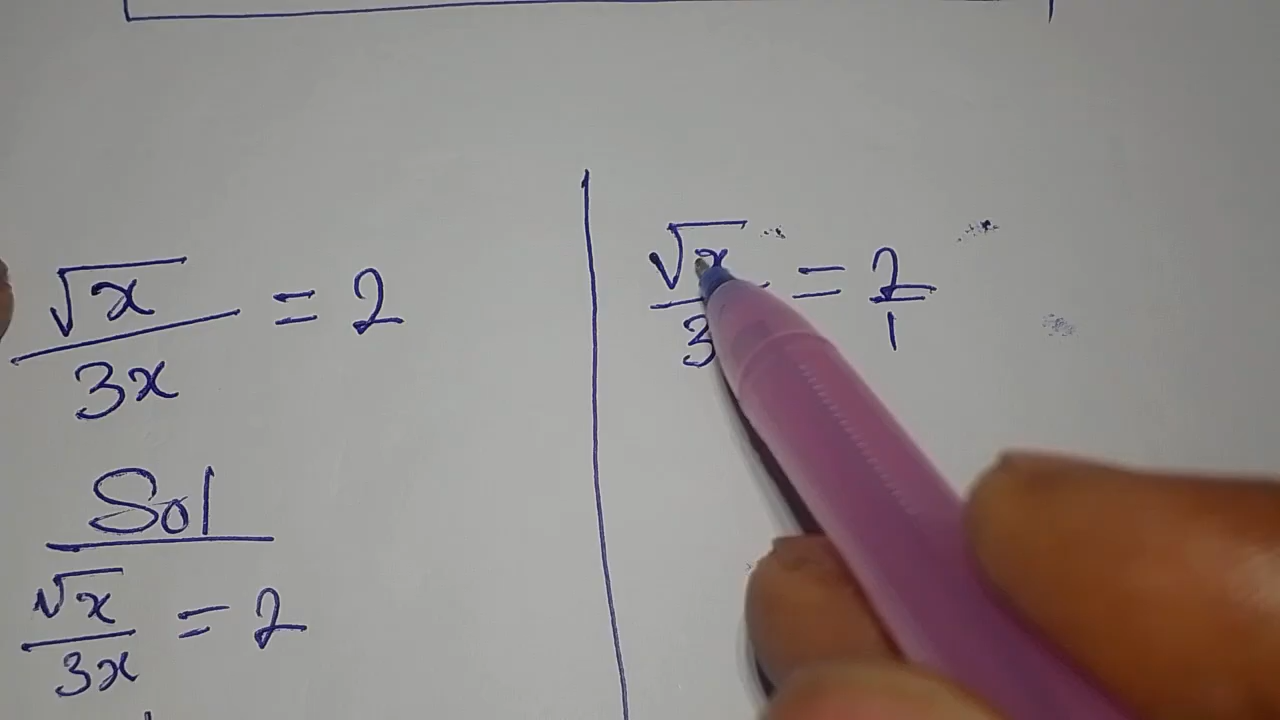 √x/3x = 2
Sol
√x/3x = 2
√x/3 = 2/1